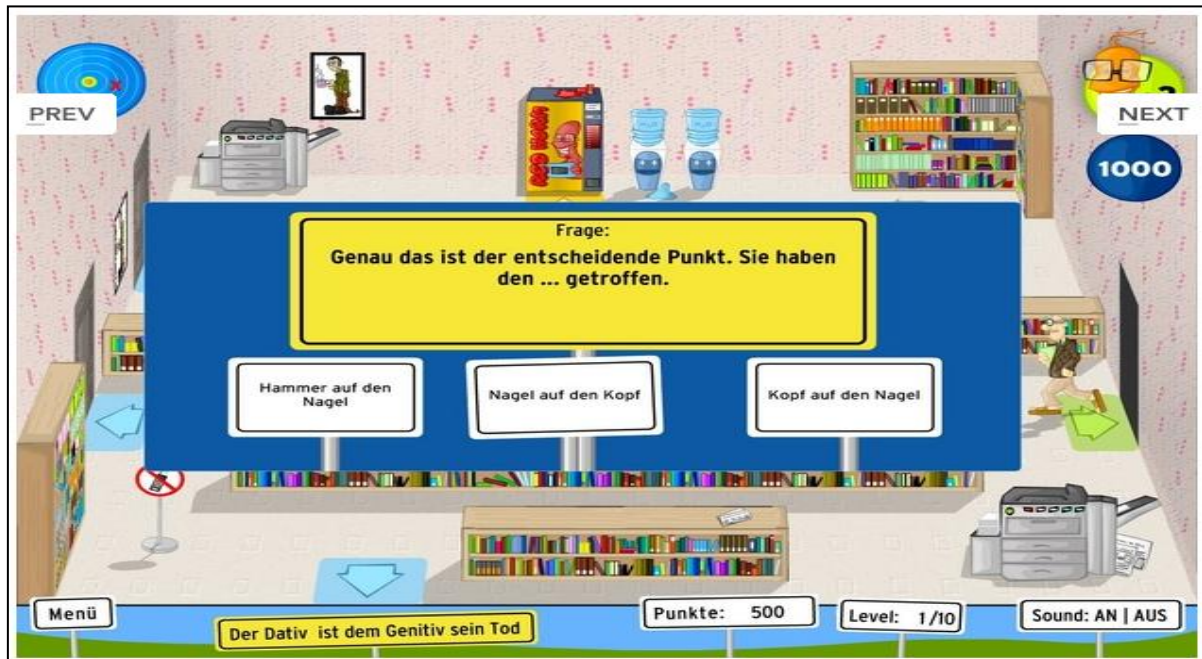 PREV
NEXT
1000
Frage:
Genau das ist der entscheidende Punkt. Sie haben
den ... getroffen.
Hammer auf den
Nagel
Nagel auf den Kopf
Kopf auf den Nagel
Menü
Der Dativ ist dem Genitiv sein Tod
Punkte: 500
Level: 1/10
Sound: AN | AUS